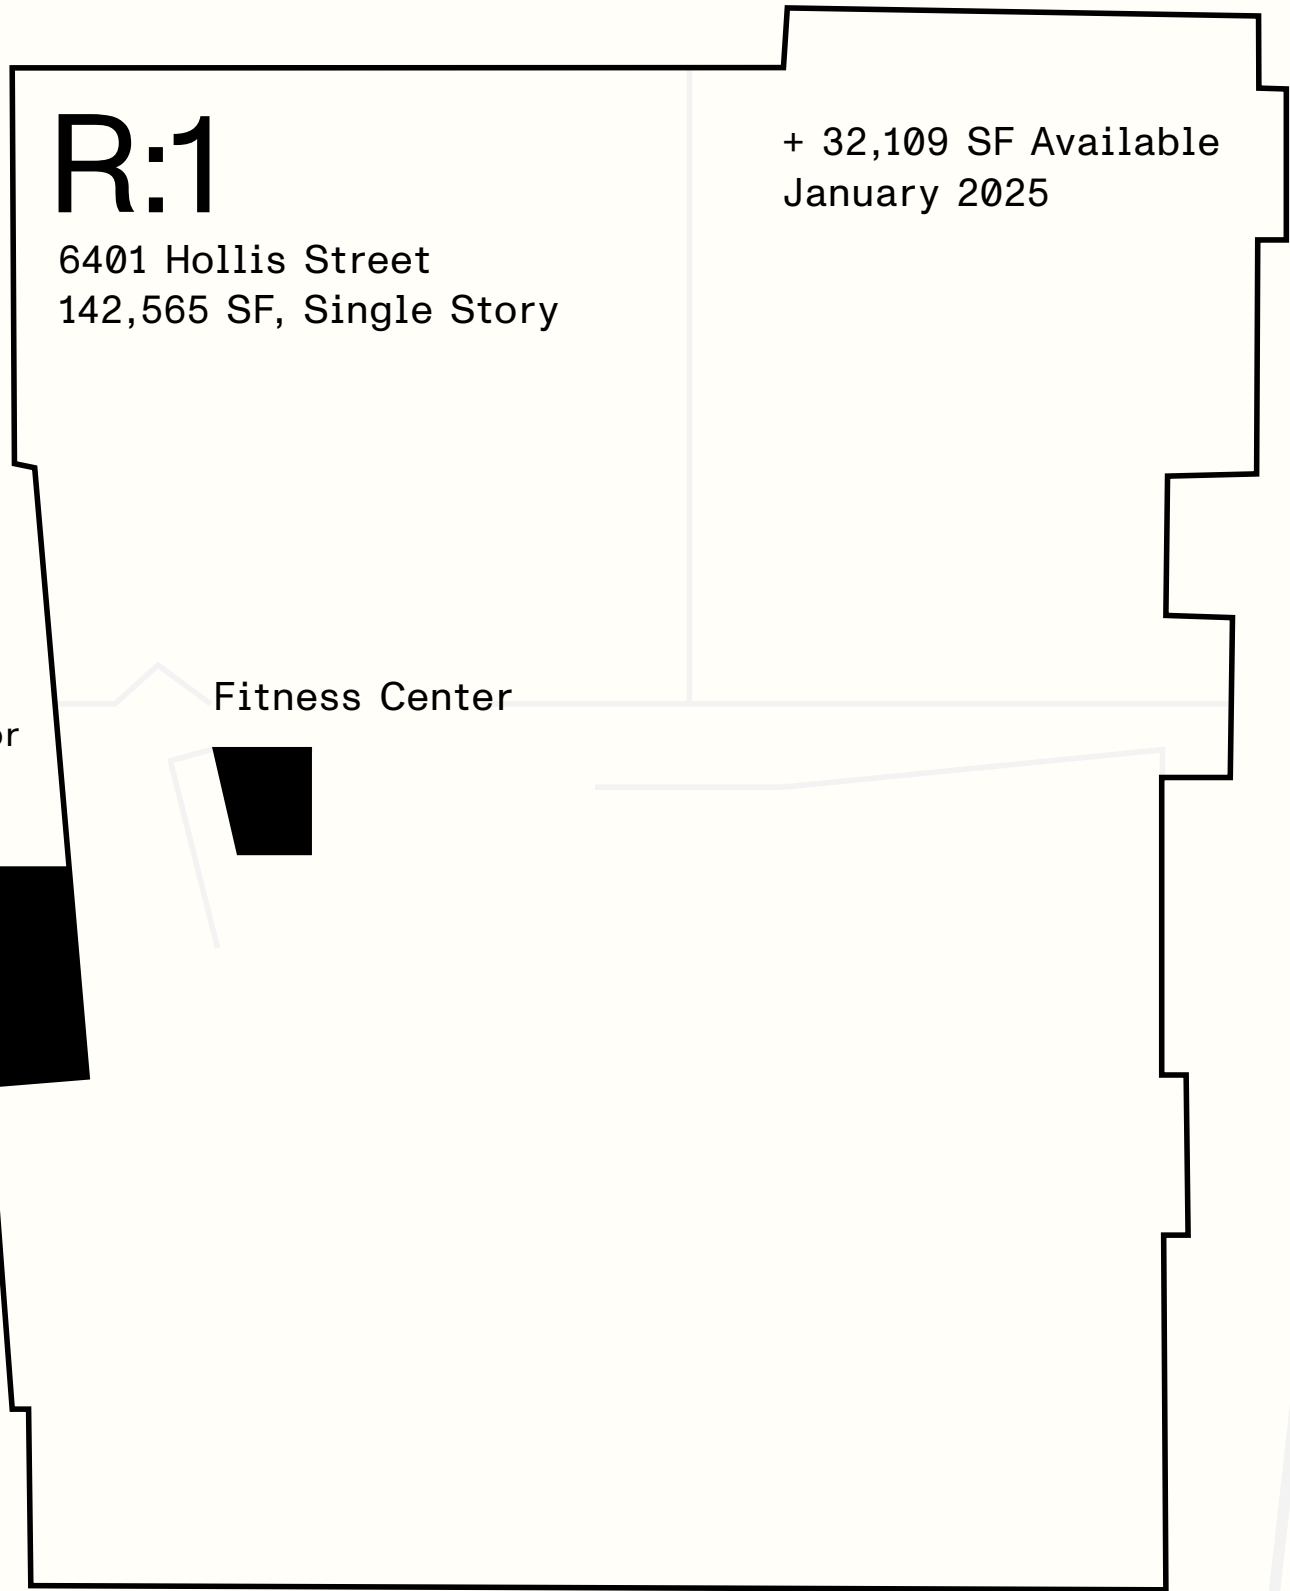 R:1
6401 Hollis Street
142,565 SF, Single Story
+ 32,109 SF Available
January 2025
Fitness Center